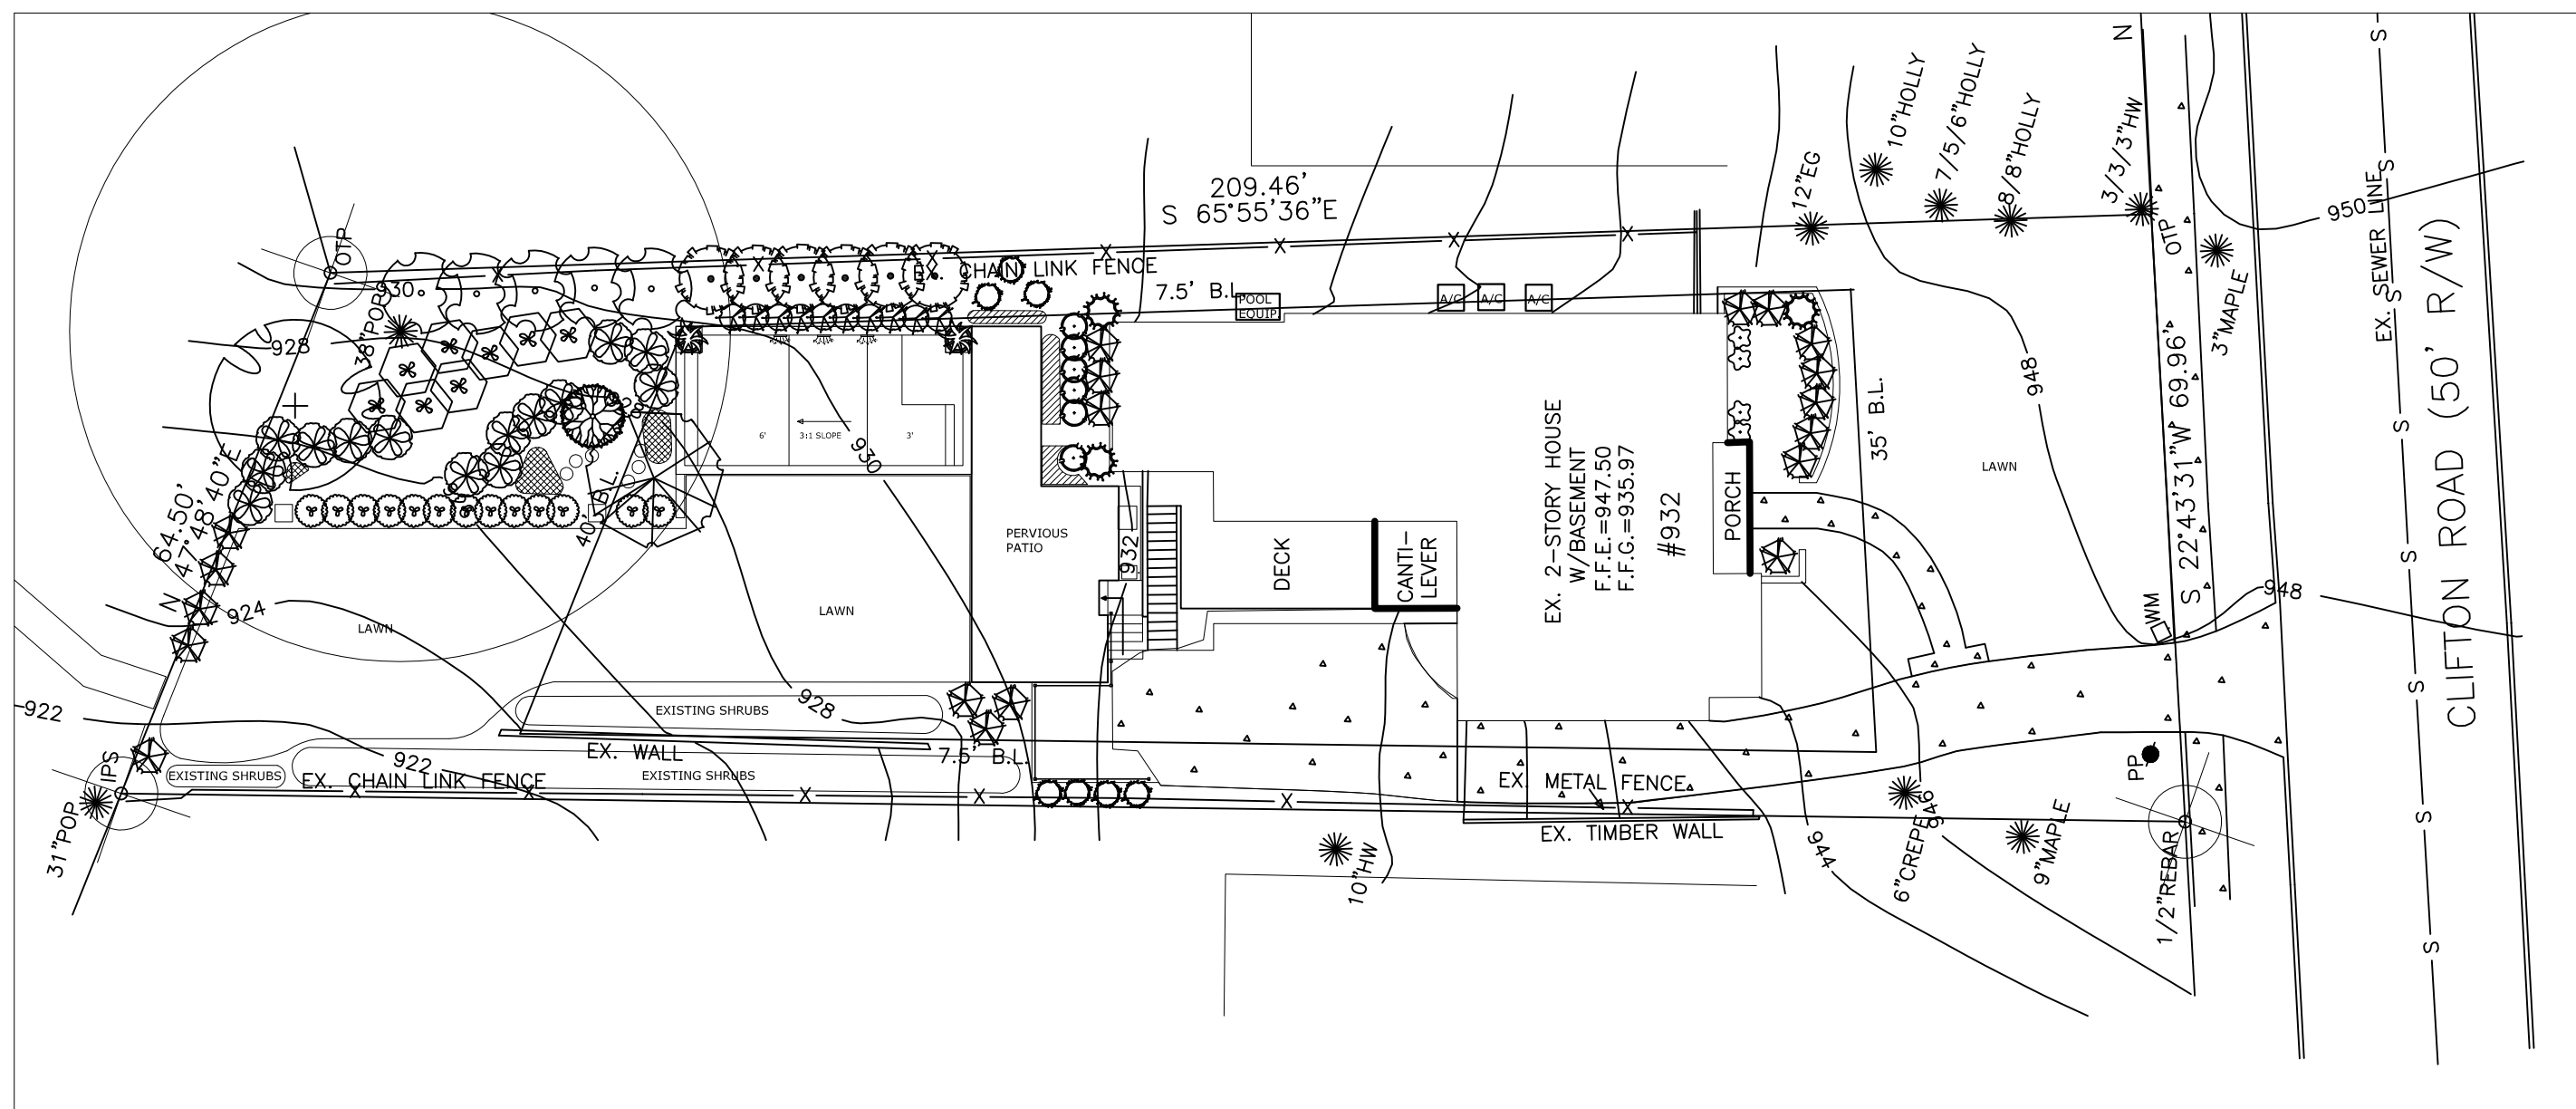 N
10"HOLLY
7/5/6"HOLLY
8/8"HOLLY
3/3/3"HW
12"EG
S
S
950
EX. SEWER LINE
EX. S
CLIFTON ROAD (50' R/W)
209.46'
S 65°55'36"E
OTP
OTP
X
X
X
X
X
X
X
X
EX. CHAIN LINK FENCE
7.5' B.L.
POOL
EQUIP
A/C
A/C
A/C
930
38"POP
928
928
3"MAPLE
948
35' B.L.
LAWN
S 22°43'31"W 69.96'
6'
3:1 SLOPE
3'
930
N 47°48'40"E
64.50'
40' B.L.
PERVIOUS
PATIO
932
DECK
CANTI-
LEVER
EX. 2-STORY HOUSE
W/BASEMENT
F.F.E.=947.50
F.F.G.=935.97
#932
PORCH
S
S
S
S
S
948
WM
924
LAWN
LAWN
922
EXISTING SHRUBS
928
EX. WALL
7.5' B.L.
922
EXISTING SHRUBS
EXISTING SHRUBS
EX. CHAIN LINK FENCE
X
X
X
X
X
X
IPS
31"POP
EX. METAL FENCE
EX. TIMBER WALL
10"HW
944
946
6"CREPE
9"MAPLE
PP
1/2"REBAR